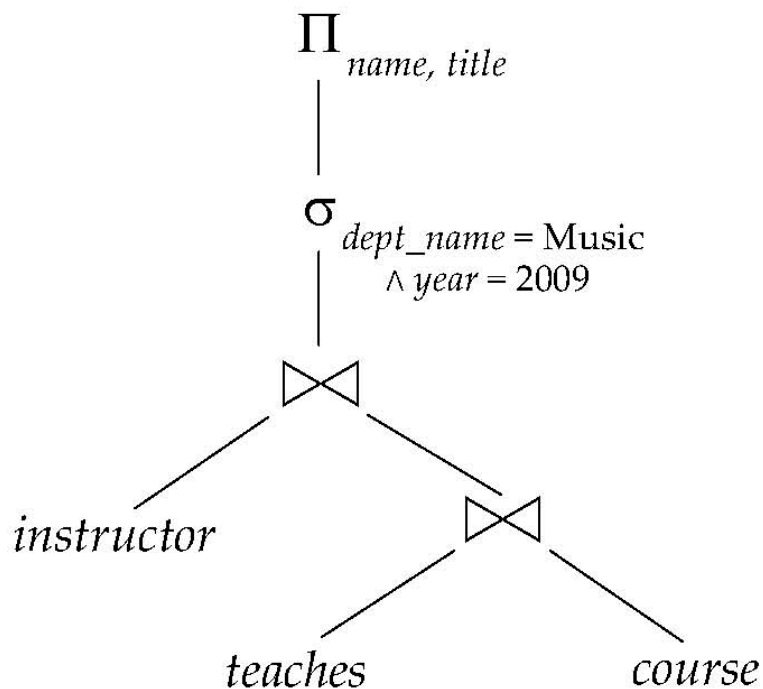 Π name, title
σ dept_name = Music
∧ year = 2009
⋈
instructor
⋈
teaches
course